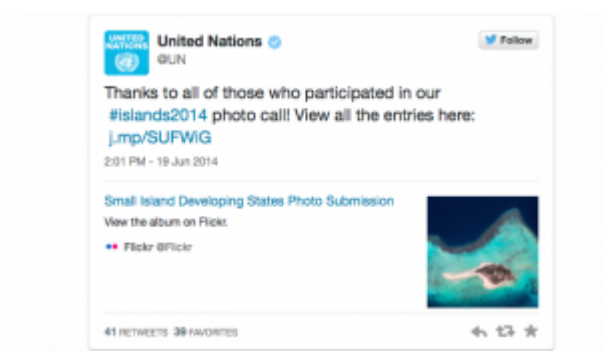 UNITED
NATIONS
United Nations
@UN
Follow
Thanks to all of those who participated in our
#islands2014 photo call! View all the entries here:
j.mp/SUFWiG
2:01 PM - 19 Jun 2014
Small Island Developing States Photo Submission
View the album on Flickr.
Flickr @Flickr
41 RETWEETS 39 FAVORITES